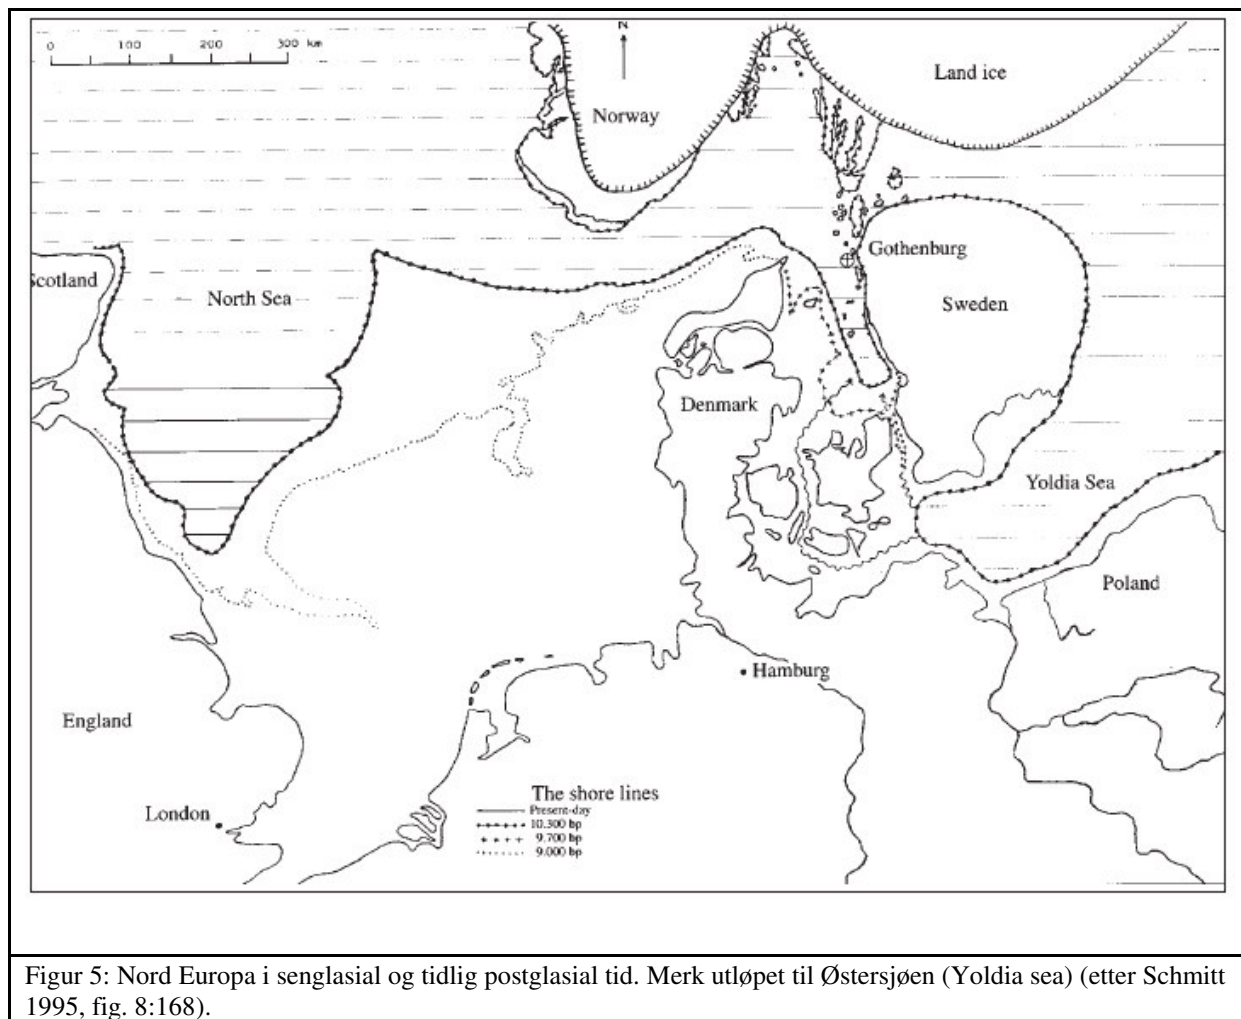 0 100 200 300 km
N
Land ice
Norway
Gothenburg
Scotland
North Sea
Sweden
Denmark
Yoldia Sea
Poland
Hamburg
England
The shore lines
Present-day
10.300 bp
9.700 bp
9.000 bp
London
Figur 5: Nord Europa i senglasial og tidlig postglasial tid. Merk utløpet til Østersjøen (Yoldia sea) (etter Schmitt
1995, fig. 8:168).